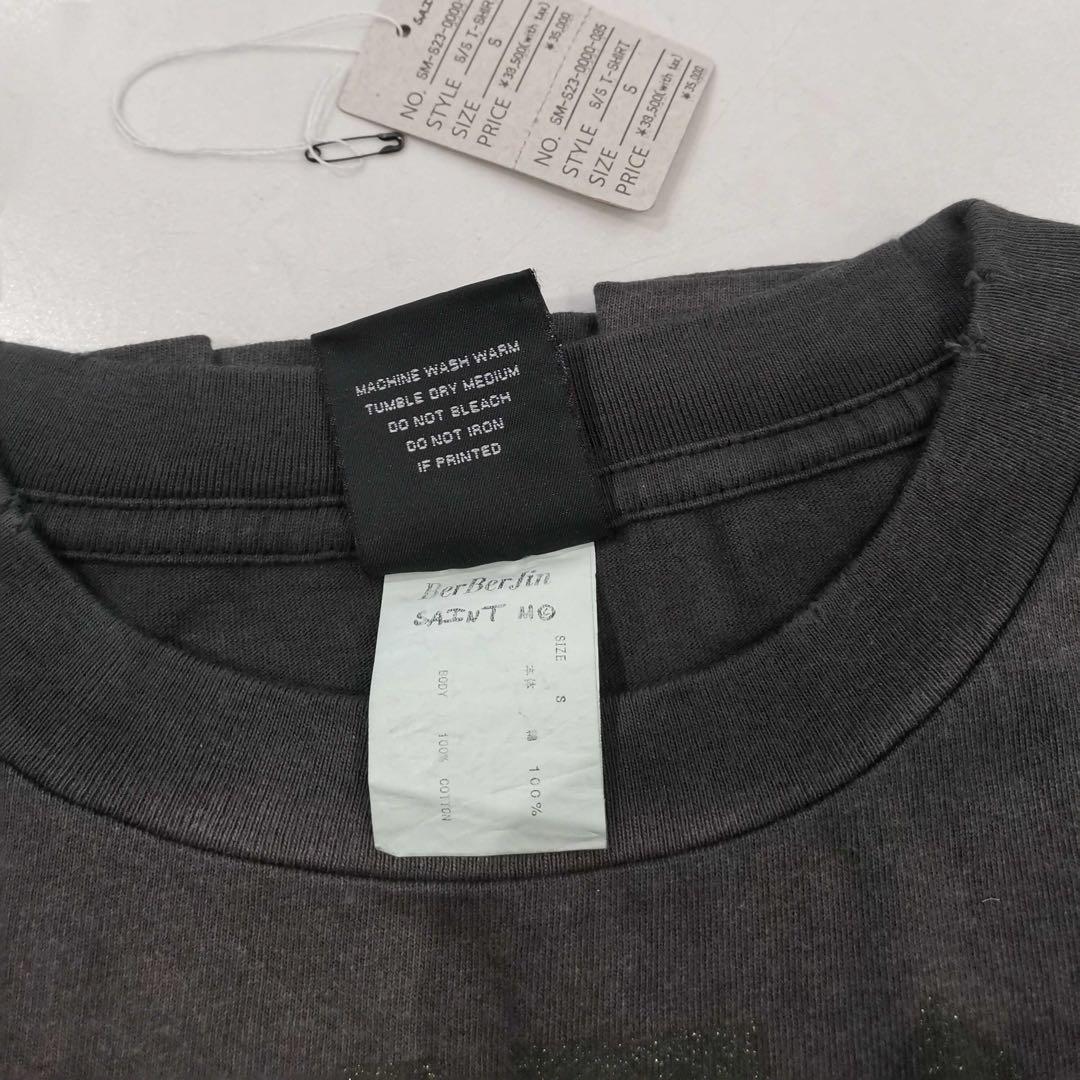 NO. SM-S23-0000-
STYLE S/S T-SHIRT
SIZE S
PRICE ¥38,500(with tax)
¥35,000
NO. SM-S23-0000-035
STYLE S/S T-SHIRT
SIZE S
PRICE ¥38,500(with tax)
¥35,000
MACHINE WASH WARM
TUMBLE DRY MEDIUM
DO NOT BLEACH
DO NOT IRON
IF PRINTED
BerBerJin
SAINT M©
SIZE S
本体 綿 100%
BODY 100% COTTON